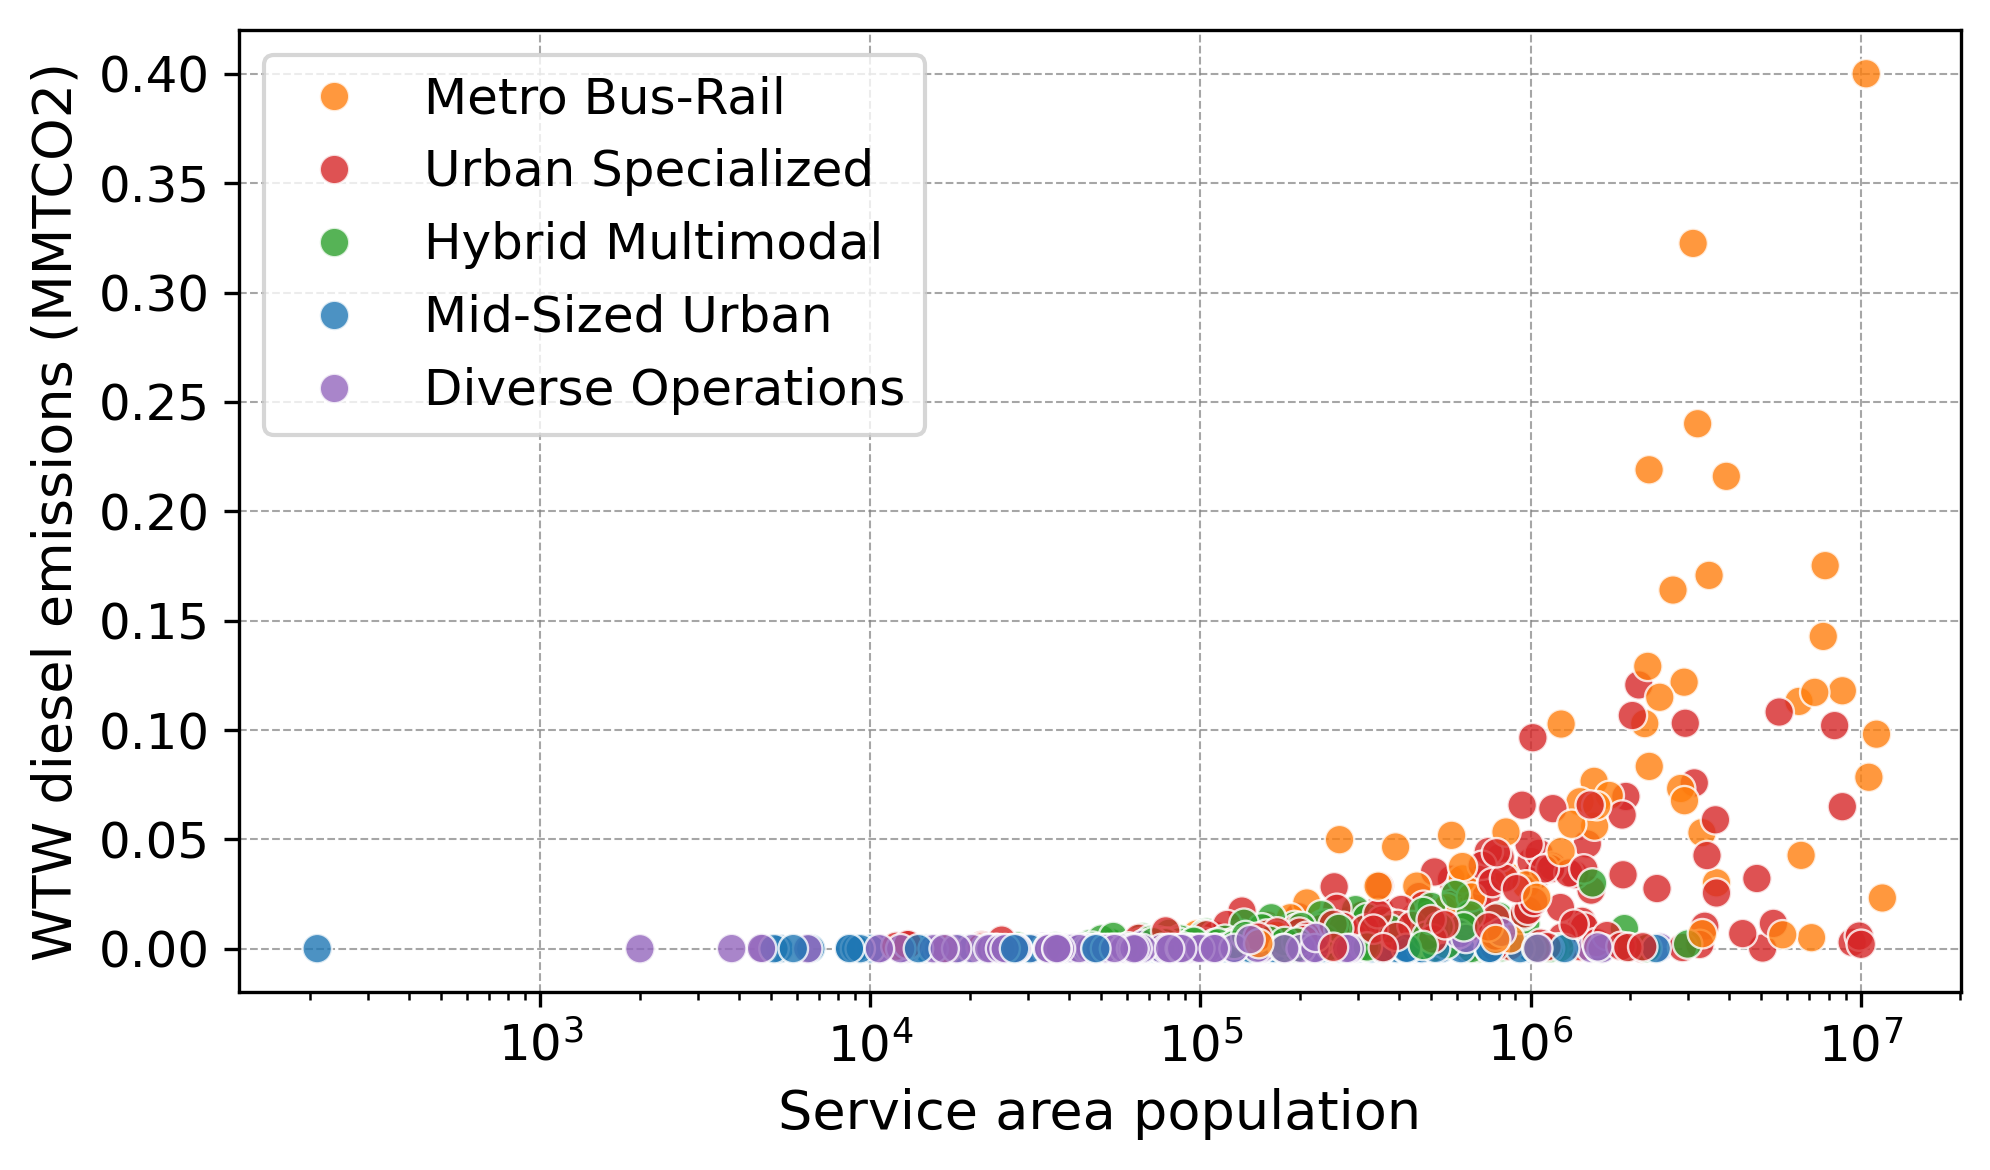 WTW diesel emissions (MMTCO2)
0.40
0.35
0.30
0.25
0.20
0.15
0.10
0.05
0.00
Metro Bus-Rail
Urban Specialized
Hybrid Multimodal
Mid-Sized Urban
Diverse Operations
10³ 10⁴ 10⁵ 10⁶ 10⁷
Service area population